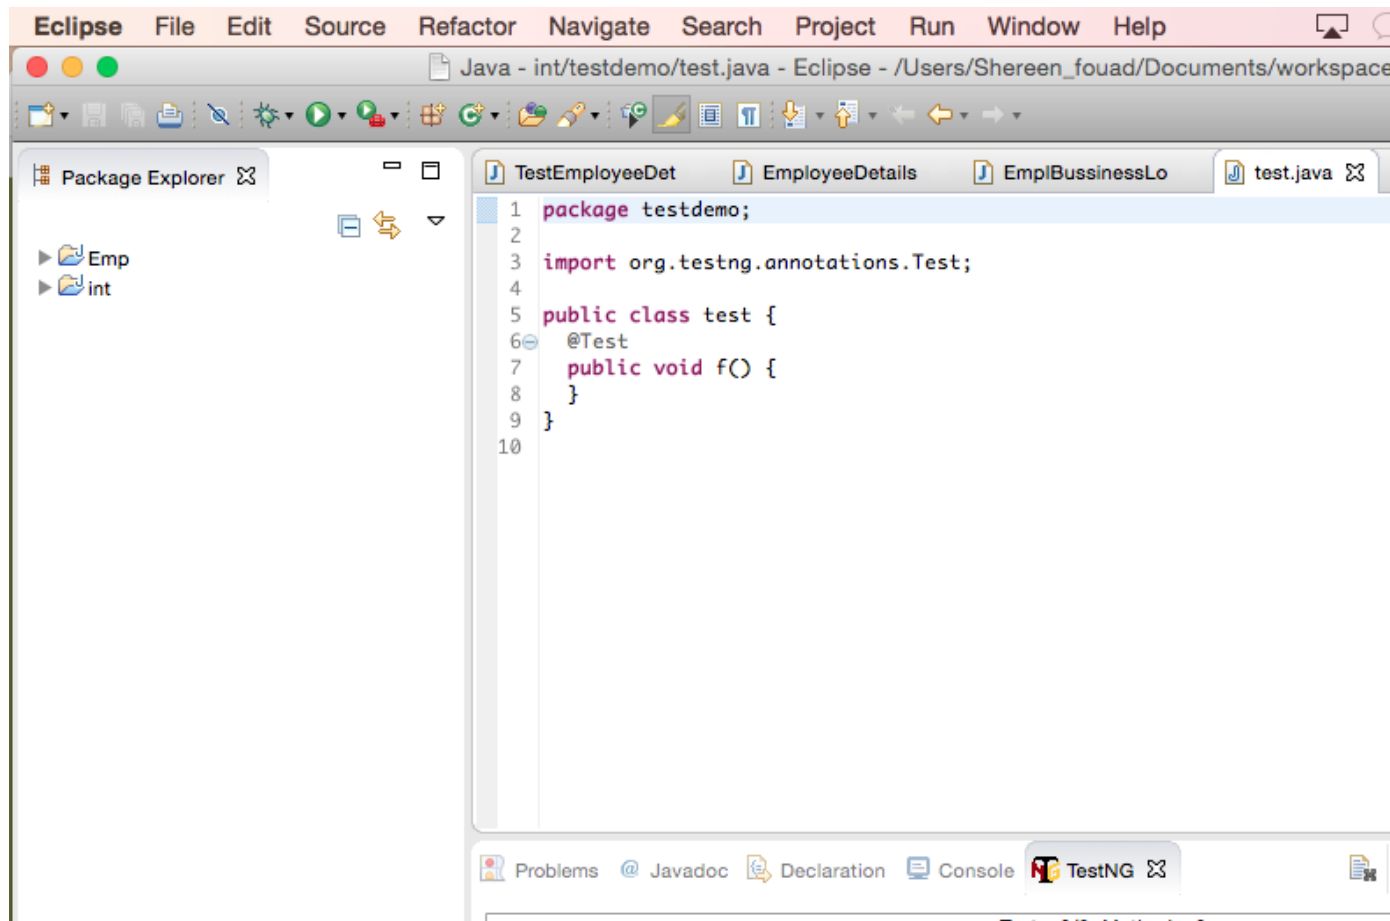 Eclipse File Edit Source Refactor Navigate Search Project Run Window Help
Java - int/testdemo/test.java - Eclipse - /Users/Shereen_fouad/Documents/workspace
Package Explorer
Emp
int
TestEmployeeDet EmployeeDetails EmplBussinessLo test.java
1 package testdemo;
2
3 import org.testng.annotations.Test;
4
5 public class test {
6 @Test
7 public void f() {
8 }
9 }
10
Problems @ Javadoc Declaration Console TestNG